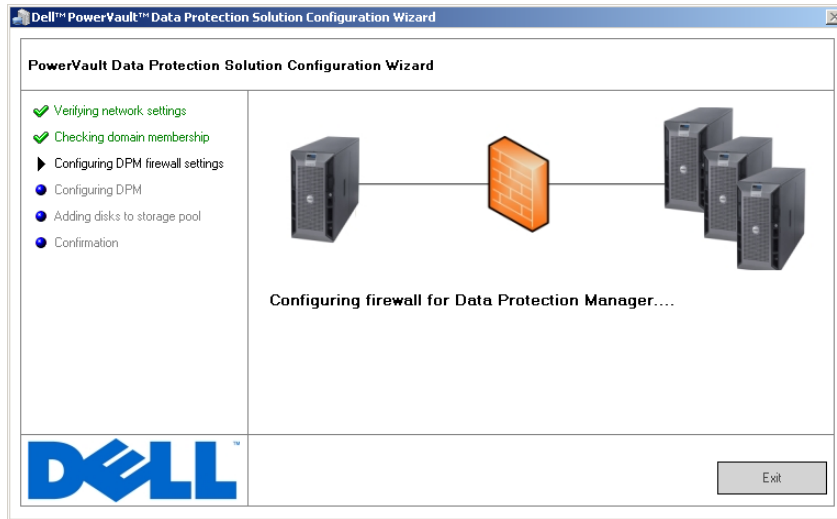 Dell™ PowerVault™ Data Protection Solution Configuration Wizard
PowerVault Data Protection Solution Configuration Wizard
Verifying network settings
Checking domain membership
Configuring DPM firewall settings
Configuring DPM
Adding disks to storage pool
Confirmation
Configuring firewall for Data Protection Manager....
DELL™
Exit